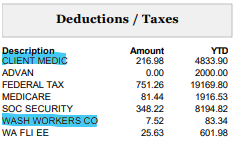 Deductions / Taxes
Description Amount YTD
CLIENT MEDIC 216.98 4833.90
ADVAN 0.00 2000.00
FEDERAL TAX 751.26 19169.80
MEDICARE 81.44 1916.53
SOC SECURITY 348.22 8194.82
WASH WORKERS CO 7.52 83.34
WA FLI EE 25.63 601.98